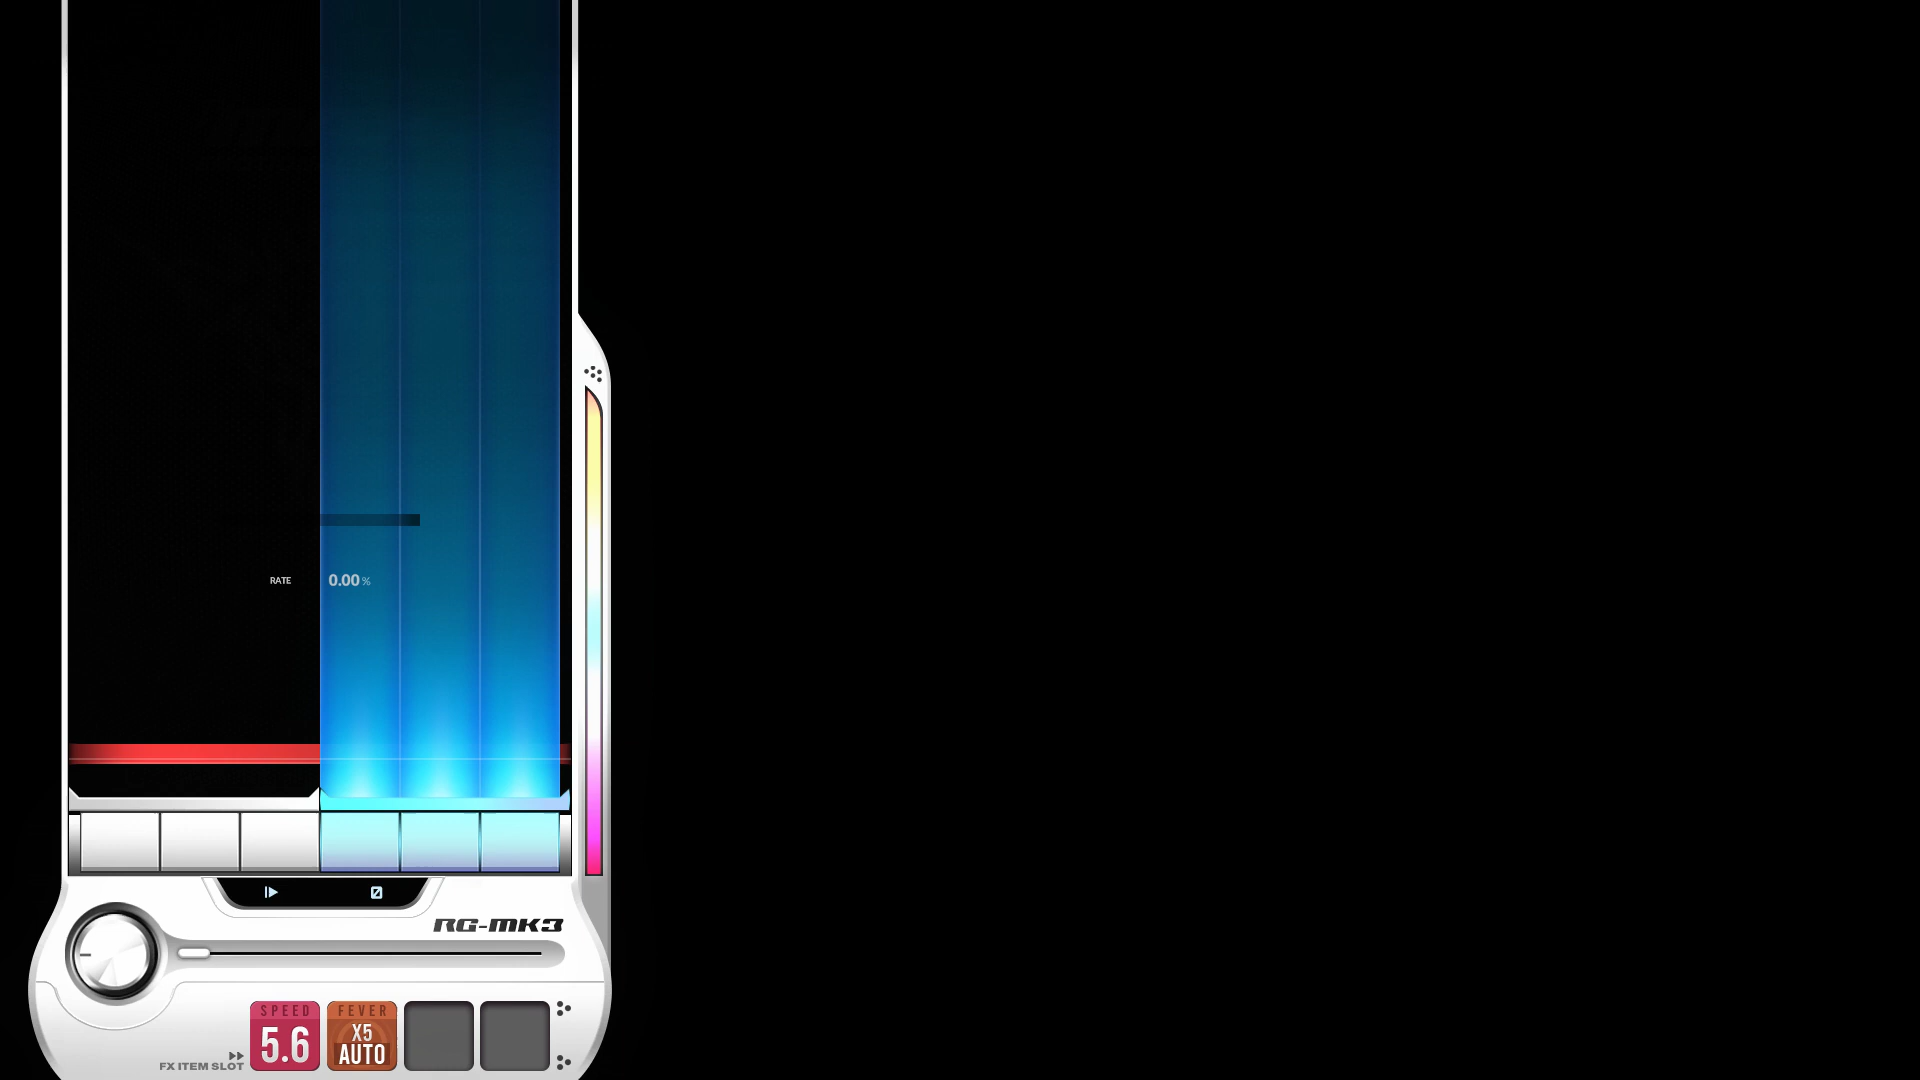 RATE 0.00 %
RG-MK3
SPEED
5.6
FEVER
X5
AUTO
FX ITEM SLOT